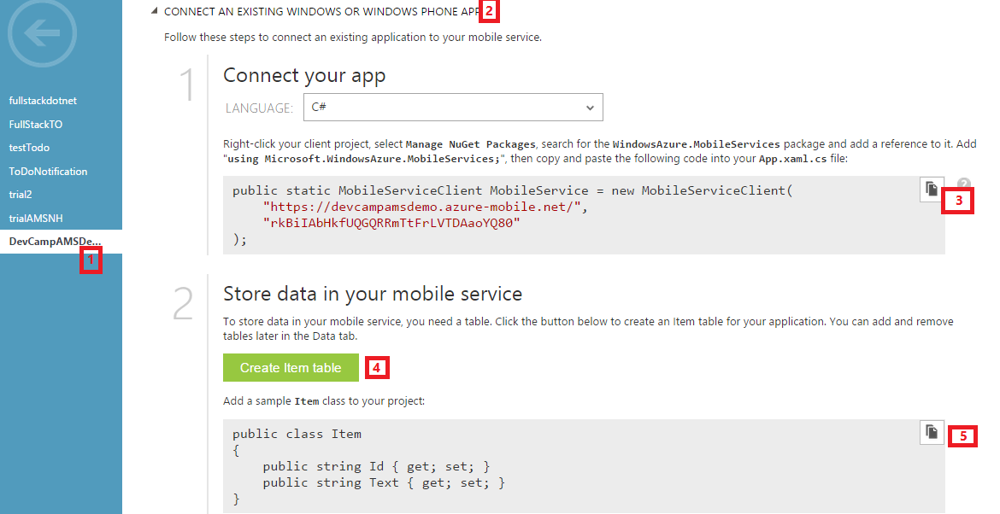 CONNECT AN EXISTING WINDOWS OR WINDOWS PHONE APP
2
Follow these steps to connect an existing application to your mobile service.
fullstackdotnet
FullStackTO
testTodo
ToDoNotification
trial2
trialAMSNH
DevCampAMSDe...
1
1
Connect your app
LANGUAGE:
C#
Right-click your client project, select Manage NuGet Packages, search for the WindowsAzure.MobileServices package and add a reference to it. Add
"using Microsoft.WindowsAzure.MobileServices;", then copy and paste the following code into your App.xaml.cs file:
public static MobileServiceClient MobileService = new MobileServiceClient(
"https://devcampamsdemo.azure-mobile.net/",
"rkBiIAbHkfUQGQRRmTtFrLVTDAaoYQ80"
);
?
3
2
Store data in your mobile service
To store data in your mobile service, you need a table. Click the button below to create an Item table for your application. You can add and remove
tables later in the Data tab.
Create Item table
4
Add a sample Item class to your project:
public class Item
{
public string Id { get; set; }
public string Text { get; set; }
}
5